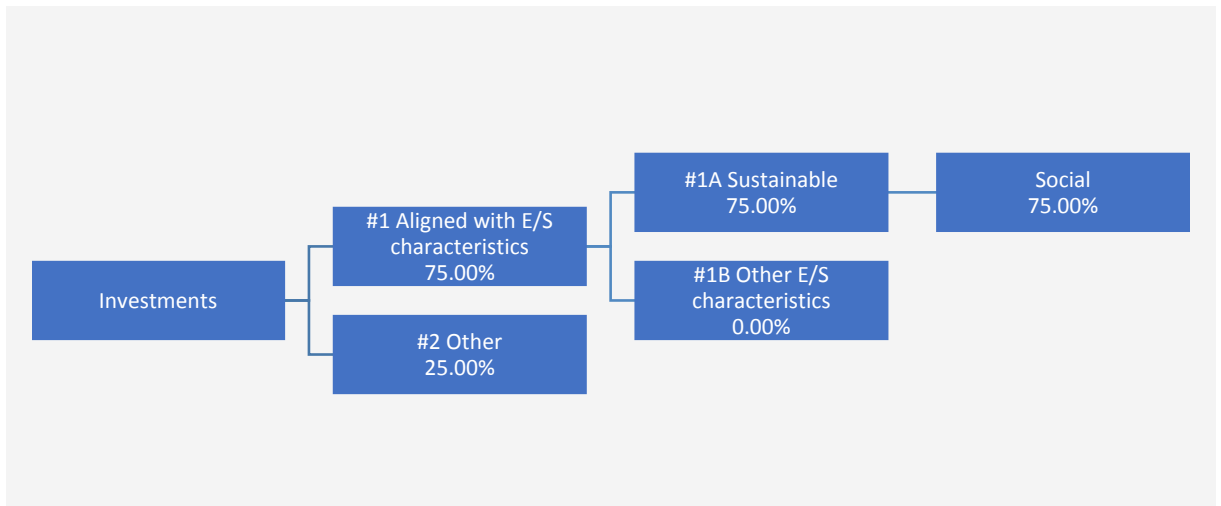 Investments
#1 Aligned with E/S
characteristics
75.00%
#2 Other
25.00%
#1A Sustainable
75.00%
#1B Other E/S
characteristics
0.00%
Social
75.00%